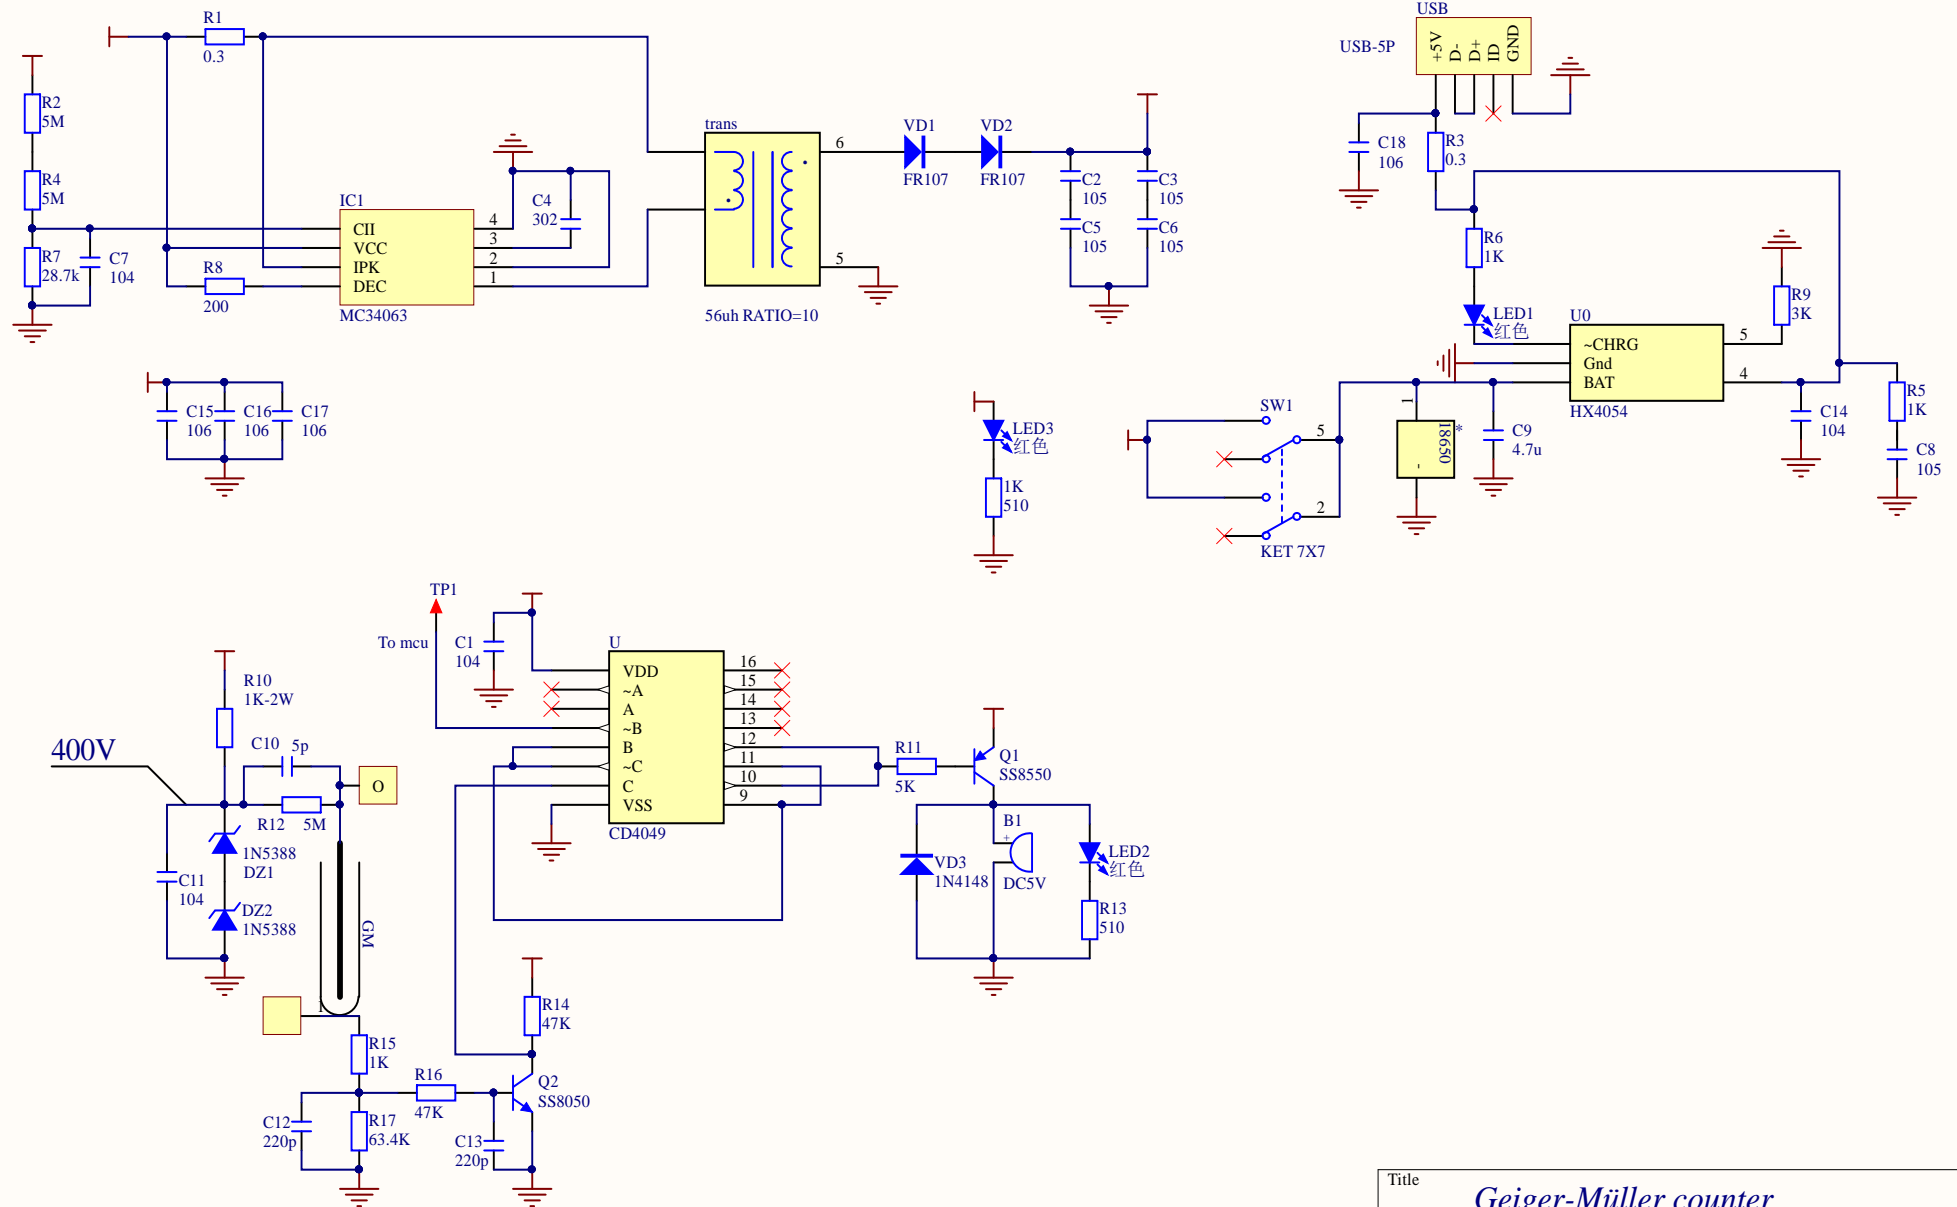 R1
0.3
R2
5M
R4
5M
R7
28.7k
C7
104
R8
200
IC1
CII
VCC
IPK
DEC
4
3
2
1
MC34063
C4
302
trans
6
5
56uh RATIO=10
VD1
FR107
VD2
FR107
C2
105
C3
105
C5
105
C6
105
USB
USB-5P
+5V
D-
D+
ID
GND
C18
106
R3
0.3
R6
1K
LED1
红色
R9
3K
U0
~CHRG
Gnd
BAT
5
4
HX4054
R5
1K
C14
104
C8
105
C15
106
C16
106
C17
106
LED3
红色
1K
510
SW1
5
2
KET 7X7
1
18650
*
-
C9
4.7u
TP1
To mcu
C1
104
U
VDD
~A
A
~B
B
~C
C
VSS
16
15
14
13
12
11
10
9
CD4049
R11
5K
Q1
SS8550
B1
+
DC5V
VD3
1N4148
LED2
红色
R13
510
R10
1K-2W
400V
C10
5p
O
R12
5M
1N5388
DZ1
C11
104
DZ2
1N5388
GM
1
R14
47K
R15
1K
R16
47K
Q2
SS8050
C12
220p
R17
63.4K
C13
220p
Title
Geiger-Müller counter